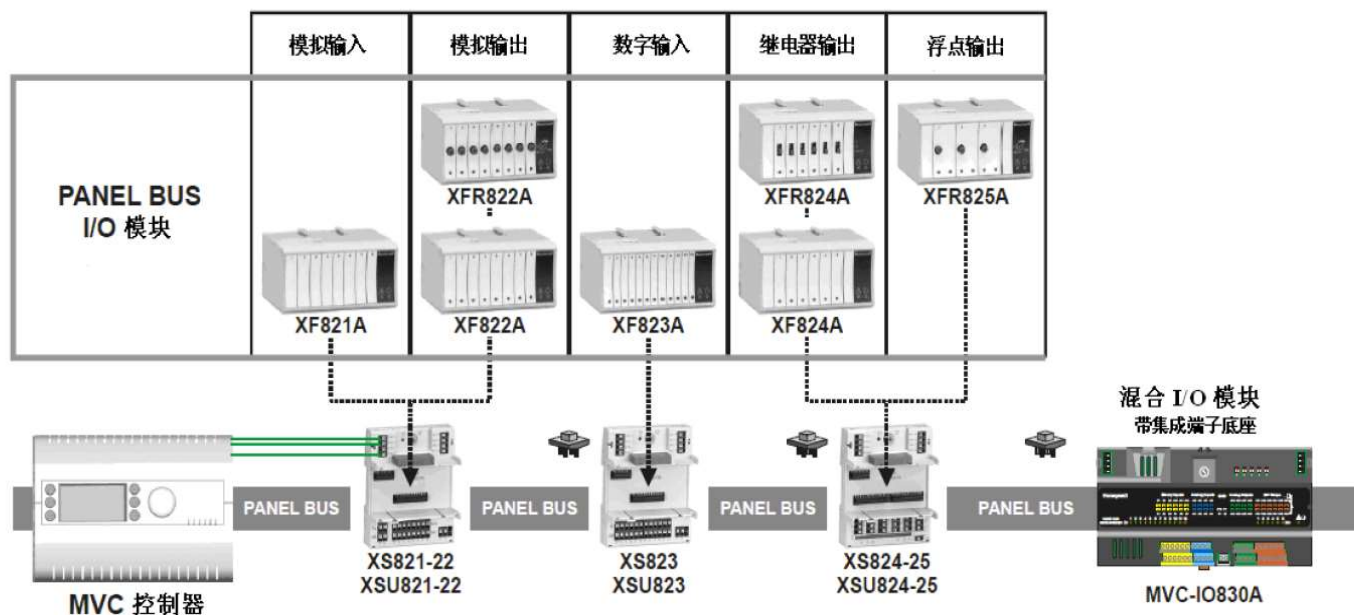 模拟输入
模拟输出
数字输入
继电器输出
浮点输出
PANEL BUS
I/O 模块
XFR822A
XFR824A
XFR825A
XF821A
XF822A
XF823A
XF824A
混合 I/O 模块
带集成端子底座
PANEL BUS
PANEL BUS
PANEL BUS
PANEL BUS
XS821-22
XSU821-22
XS823
XSU823
XS824-25
XSU824-25
MVC 控制器
MVC-IO830A